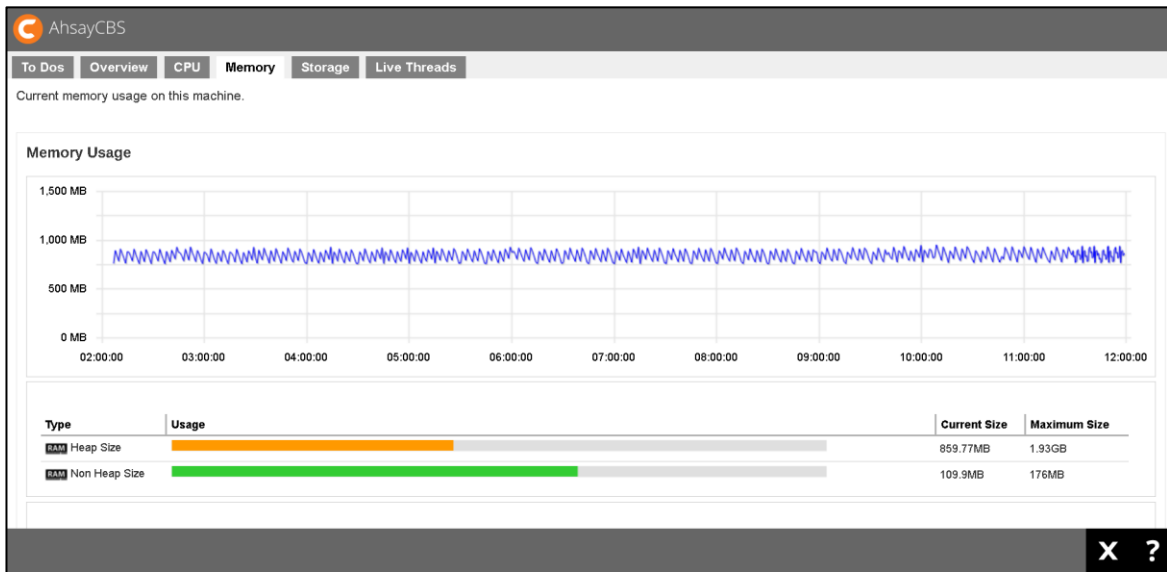 AhsayCBS
To Dos Overview CPU Memory Storage Live Threads
Current memory usage on this machine.
Memory Usage
1,500 MB
1,000 MB
500 MB
0 MB
02:00:00 03:00:00 04:00:00 05:00:00 06:00:00 07:00:00 08:00:00 09:00:00 10:00:00 11:00:00 12:00:00
Type Usage Current Size Maximum Size
RAM Heap Size 859.77MB 1.93GB
RAM Non Heap Size 109.9MB 176MB
X ?